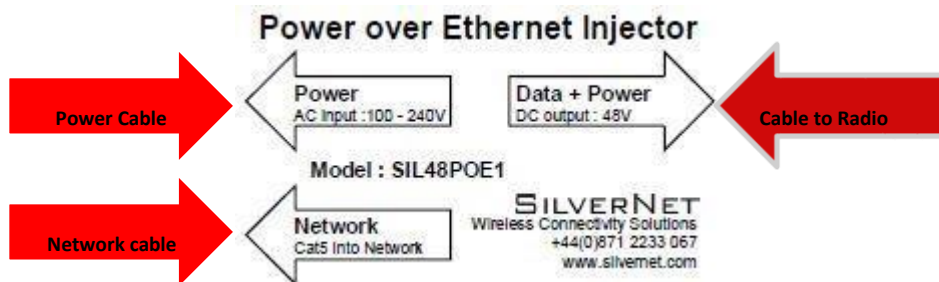 Power over Ethernet Injector
Power Cable
Power
AC Input :100 - 240V
Data + Power
DC output : 48V
Cable to Radio
Model : SIL48POE1
Network cable
Network
Cat5 Into Network
SILVERNET
Wireless Connectivity Solutions
+44(0)871 2233 067
www.silvernet.com